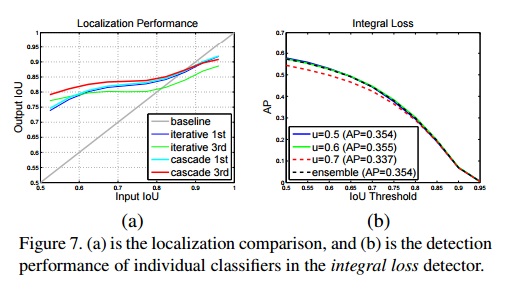 Localization Performance
Output IoU
1
0.95
0.9
0.85
0.8
0.75
0.7
0.65
0.6
0.55
0.5
baseline
iterative 1st
iterative 3rd
cascade 1st
cascade 3rd
0.5 0.6 0.7 0.8 0.9 1
Input IoU
(a)
Integral Loss
AP
0.7
0.6
0.5
0.4
0.3
0.2
0.1
0
u=0.5 (AP=0.354)
u=0.6 (AP=0.355)
u=0.7 (AP=0.337)
ensemble (AP=0.354)
0.5 0.55 0.6 0.65 0.7 0.75 0.8 0.85 0.9 0.95
IoU Threshold
(b)
Figure 7. (a) is the localization comparison, and (b) is the detection
performance of individual classifiers in the integral loss detector.